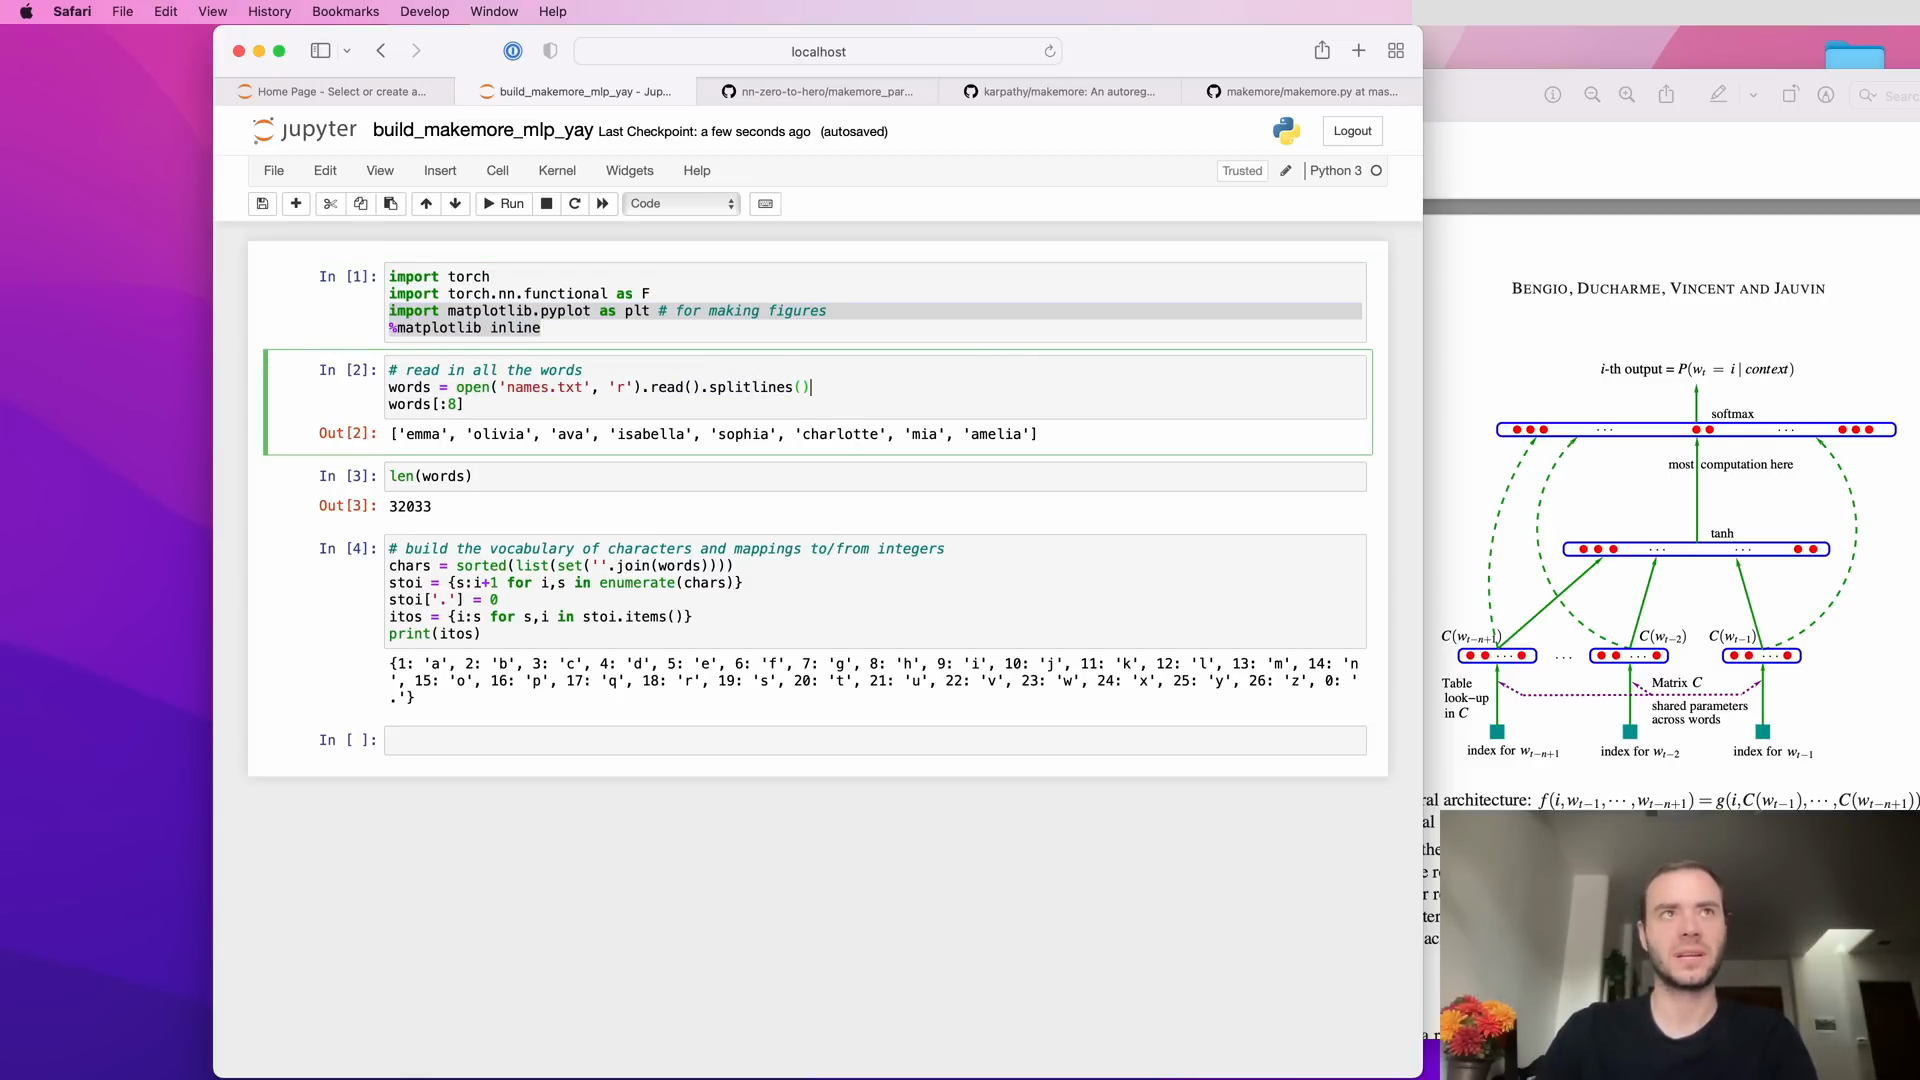 Safari File Edit View History Bookmarks Develop Window Help
localhost
Home Page - Select or create a...
build_makemore_mlp_yay - Jup...
nn-zero-to-hero/makemore_par...
karpathy/makemore: An autoreg...
makemore/makemore.py at mas...
jupyter build_makemore_mlp_yay Last Checkpoint: a few seconds ago (autosaved)
Logout
File Edit View Insert Cell Kernel Widgets Help
Trusted Python 3
Run Code
In [1]: import torch
import torch.nn.functional as F
import matplotlib.pyplot as plt # for making figures
%matplotlib inline
In [2]: # read in all the words
words = open('names.txt', 'r').read().splitlines()
words[:8]
Out[2]: ['emma', 'olivia', 'ava', 'isabella', 'sophia', 'charlotte', 'mia', 'amelia']
In [3]: len(words)
Out[3]: 32033
In [4]: # build the vocabulary of characters and mappings to/from integers
chars = sorted(list(set(''.join(words))))
stoi = {s:i+1 for i,s in enumerate(chars)}
stoi['.'] = 0
itos = {i:s for s,i in stoi.items()}
print(itos)
{1: 'a', 2: 'b', 3: 'c', 4: 'd', 5: 'e', 6: 'f', 7: 'g', 8: 'h', 9: 'i', 10: 'j', 11: 'k', 12: 'l', 13: 'm', 14: 'n
', 15: 'o', 16: 'p', 17: 'q', 18: 'r', 19: 's', 20: 't', 21: 'u', 22: 'v', 23: 'w', 24: 'x', 25: 'y', 26: 'z', 0: '
.'}
In [ ]:
Search
BENGIO, DUCHARME, VINCENT AND JAUVIN
i-th output = P(w_t = i | context)
softmax
... ...
most computation here
tanh
... ...
C(w_{t−n+1}) C(w_{t−2}) C(w_{t−1})
... ... ... ...
Table
look−up
in C
Matrix C
shared parameters
across words
index for w_{t−n+1} index for w_{t−2} index for w_{t−1}
ral architecture: f(i, w_{t−1}, ···, w_{t−n+1}) = g(i, C(w_{t−1}), ···, C(w_{t−n+1}))